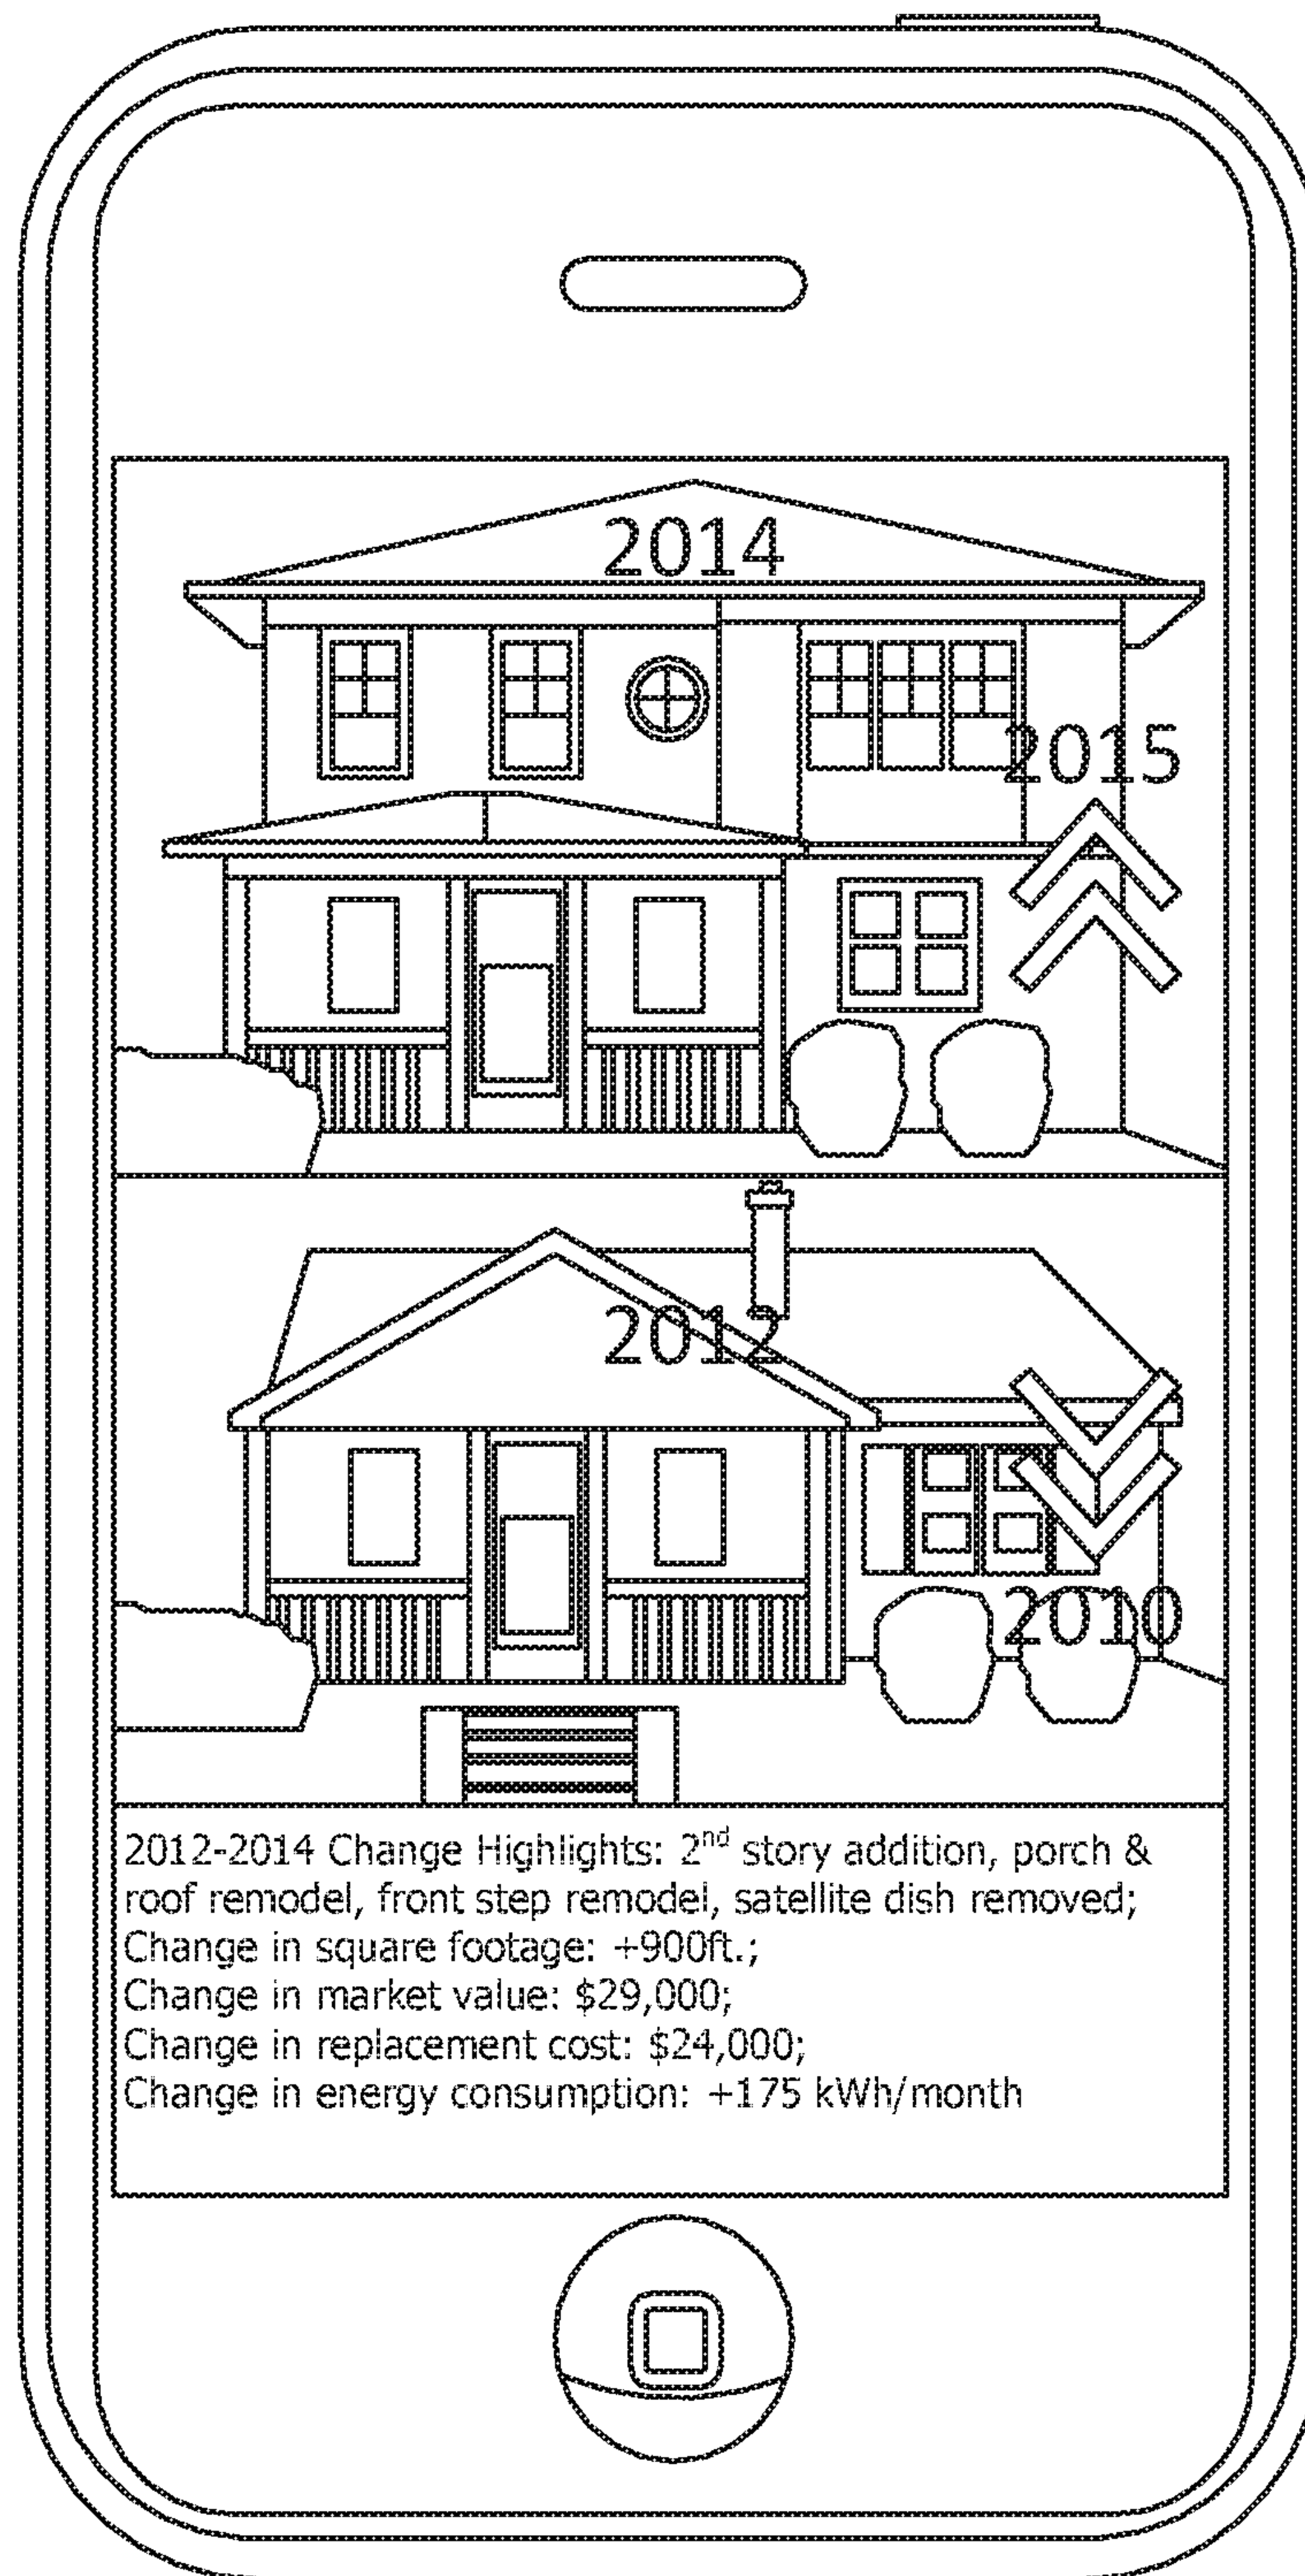 2014
2015
2012
2010
2012-2014 Change Highlights: 2nd story addition, porch &
roof remodel, front step remodel, satellite dish removed;
Change in square footage: +900ft.;
Change in market value: $29,000;
Change in replacement cost: $24,000;
Change in energy consumption: +175 kWh/month